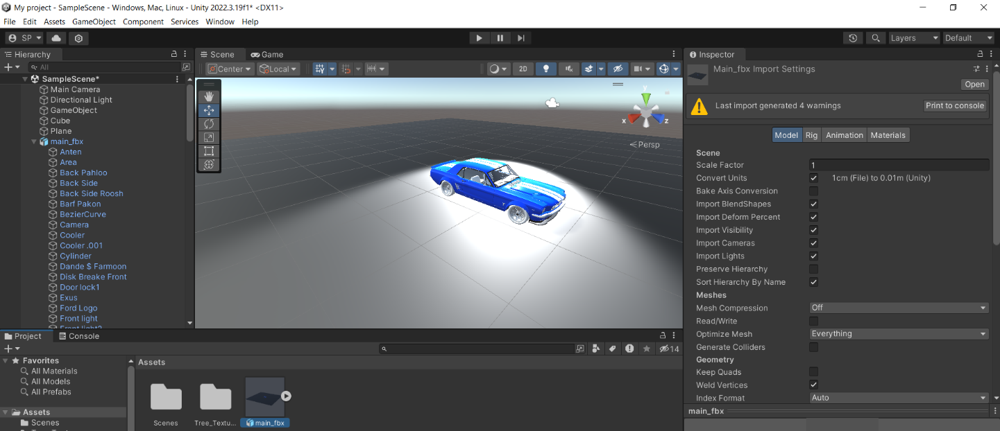 My project - SampleScene - Windows, Mac, Linux - Unity 2022.3.19f1* <DX11>
File Edit Assets GameObject Component Services Window Help
SP
Layers Default
Hierarchy
All
SampleScene*
Main Camera
Directional Light
GameObject
Cube
Plane
main_fbx
Anten
Area
Back Pahloo
Back Side
Back Side Roosh
Barf Pakon
BezierCurve
Camera
Cooler
Cooler .001
Cylinder
Dande $ Farmoon
Disk Breake Front
Door lock1
Exus
Ford Logo
Front light
Front light2
Scene Game
Center Local
2D
y
x z
Persp
Inspector
Main_fbx Import Settings
Open
Last import generated 4 warnings Print to console
Model Rig Animation Materials
Scene
Scale Factor 1
Convert Units 1cm (File) to 0.01m (Unity)
Bake Axis Conversion
Import BlendShapes
Import Deform Percent
Import Visibility
Import Cameras
Import Lights
Preserve Hierarchy
Sort Hierarchy By Name
Meshes
Mesh Compression Off
Read/Write
Optimize Mesh Everything
Generate Colliders
Geometry
Keep Quads
Weld Vertices
Index Format Auto
main_fbx
Project Console
14
Favorites
All Materials
All Models
All Prefabs
Assets
Scenes
Assets
Scenes Tree_Textu... main_fbx